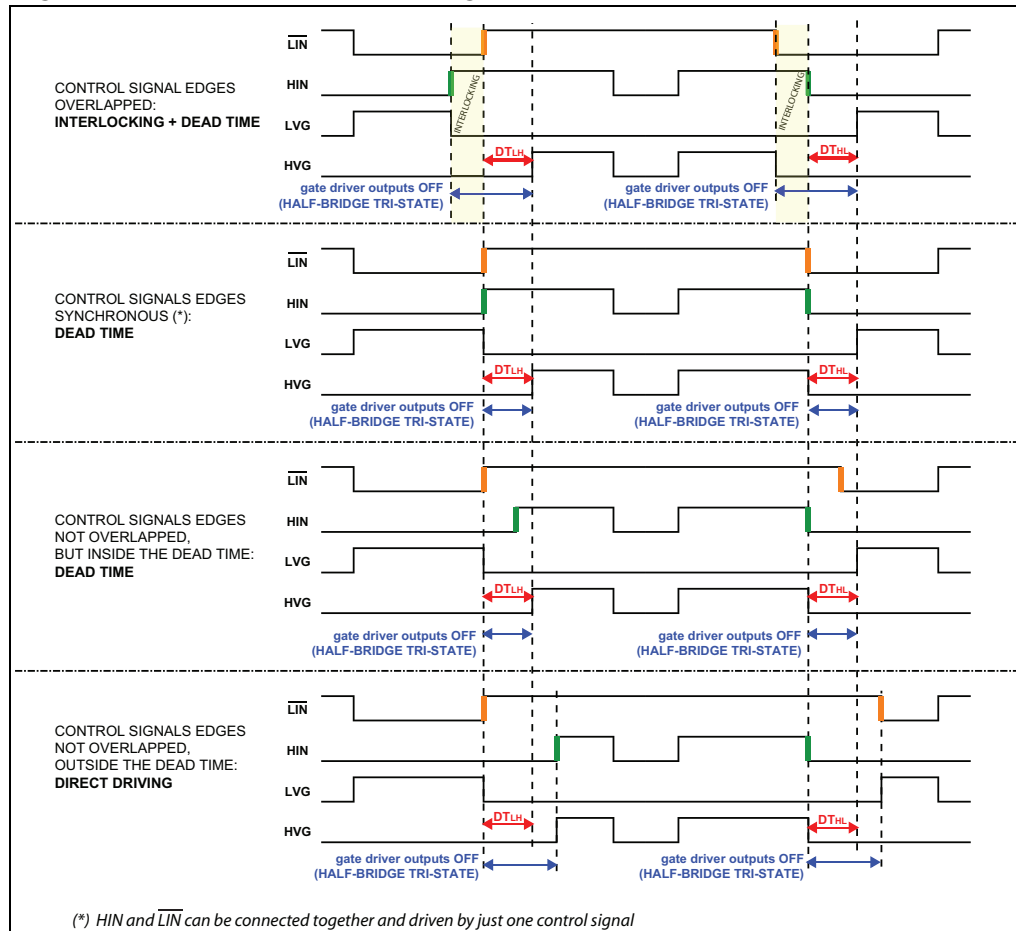 LIN
CONTROL SIGNAL EDGES
OVERLAPPED:
INTERLOCKING + DEAD TIME
HIN
INTERLOCKING
INTERLOCKING
LVG
HVG
DTLH
DTHL
gate driver outputs OFF
(HALF-BRIDGE TRI-STATE)
gate driver outputs OFF
(HALF-BRIDGE TRI-STATE)
LIN
CONTROL SIGNALS EDGES
SYNCHRONOUS (*):
DEAD TIME
HIN
LVG
HVG
DTLH
DTHL
gate driver outputs OFF
(HALF-BRIDGE TRI-STATE)
gate driver outputs OFF
(HALF-BRIDGE TRI-STATE)
LIN
CONTROL SIGNALS EDGES
NOT OVERLAPPED,
BUT INSIDE THE DEAD TIME:
DEAD TIME
HIN
LVG
HVG
DTLH
DTHL
gate driver outputs OFF
(HALF-BRIDGE TRI-STATE)
gate driver outputs OFF
(HALF-BRIDGE TRI-STATE)
LIN
CONTROL SIGNALS EDGES
NOT OVERLAPPED,
OUTSIDE THE DEAD TIME:
DIRECT DRIVING
HIN
LVG
HVG
DTLH
DTHL
gate driver outputs OFF
(HALF-BRIDGE TRI-STATE)
gate driver outputs OFF
(HALF-BRIDGE TRI-STATE)
(*) HIN and LIN can be connected together and driven by just one control signal